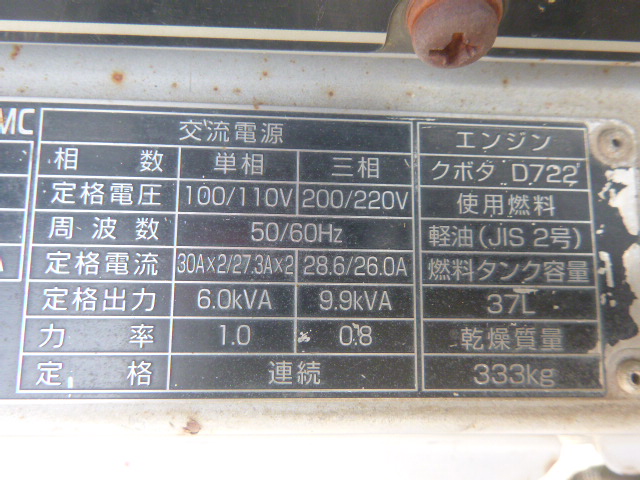 MC
交流電源
相数 単相 三相
定格電圧 100/110V 200/220V
周波数 50/60Hz
定格電流 30A×2/27.3A×2 28.6/26.0A
定格出力 6.0kVA 9.9kVA
力率 1.0 0.8
定格 連続
エンジン
クボタ D722
使用燃料
軽油(JIS 2号)
燃料タンク容量
37L
乾燥質量
333kg
A